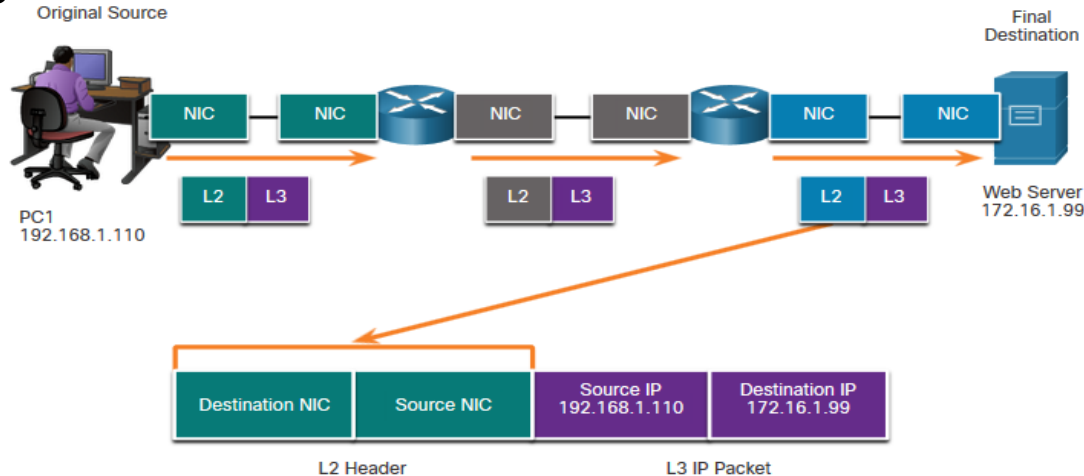 Original Source
Final
Destination
NIC
NIC
NIC
NIC
NIC
NIC
L2
L3
L2
L3
L2
L3
PC1
192.168.1.110
Web Server
172.16.1.99
Destination NIC
Source NIC
Source IP
192.168.1.110
Destination IP
172.16.1.99
L2 Header
L3 IP Packet